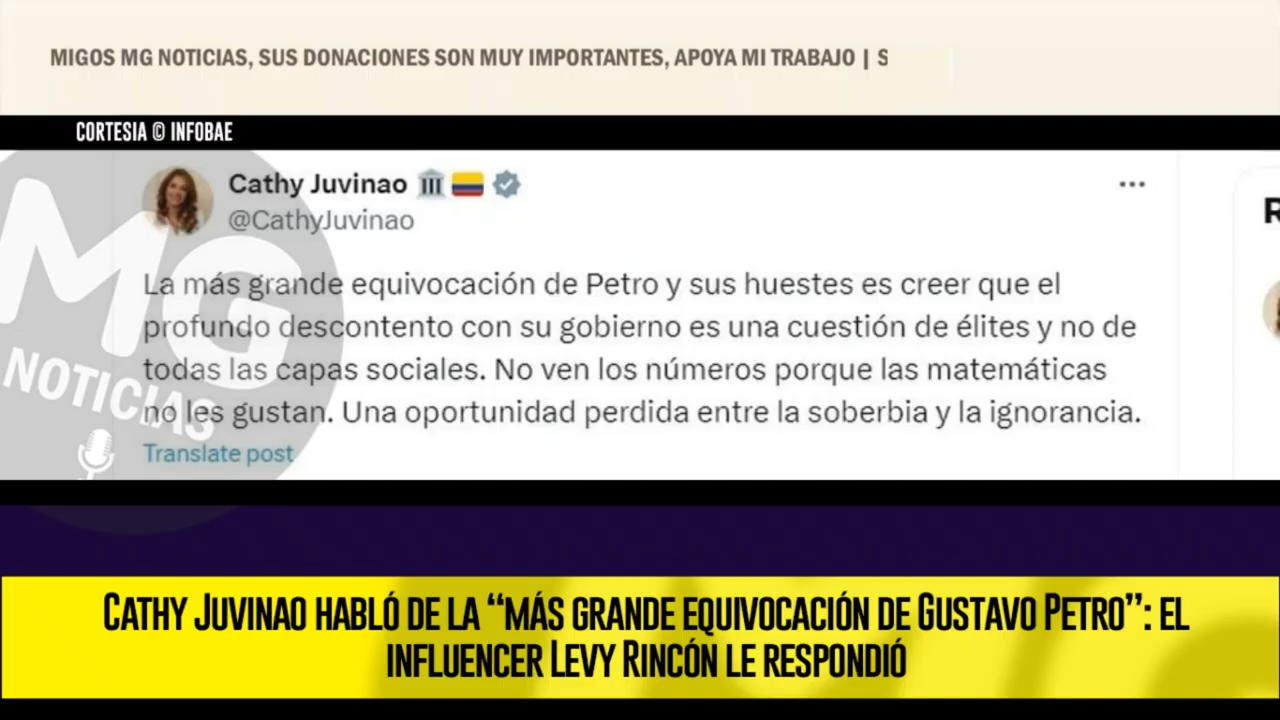 MIGOS MG NOTICIAS, SUS DONACIONES SON MUY IMPORTANTES, APOYA MI TRABAJO | S
CORTESIA © INFOBAE
Cathy Juvinao
@CathyJuvinao
R
La más grande equivocación de Petro y sus huestes es creer que el
profundo descontento con su gobierno es una cuestión de élites y no de
todas las capas sociales. No ven los números porque las matemáticas
no les gustan. Una oportunidad perdida entre la soberbia y la ignorancia.
Translate post
MG
NOTICIAS
CATHY JUVINAO HABLÓ DE LA “MÁS GRANDE EQUIVOCACIÓN DE GUSTAVO PETRO”: EL
INFLUENCER LEVY RINCÓN LE RESPONDIÓ